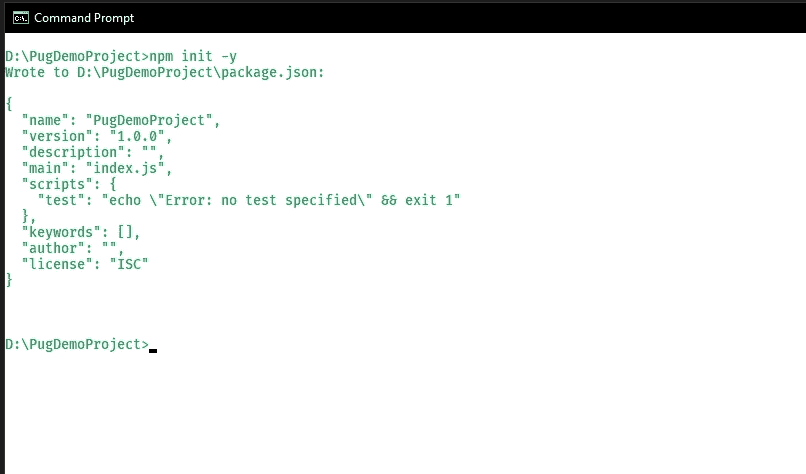 Command Prompt
D:\PugDemoProject>npm init -y
Wrote to D:\PugDemoProject\package.json:
{
  "name": "PugDemoProject",
  "version": "1.0.0",
  "description": "",
  "main": "index.js",
  "scripts": {
    "test": "echo \"Error: no test specified\" && exit 1"
  },
  "keywords": [],
  "author": "",
  "license": "ISC"
}
D:\PugDemoProject>